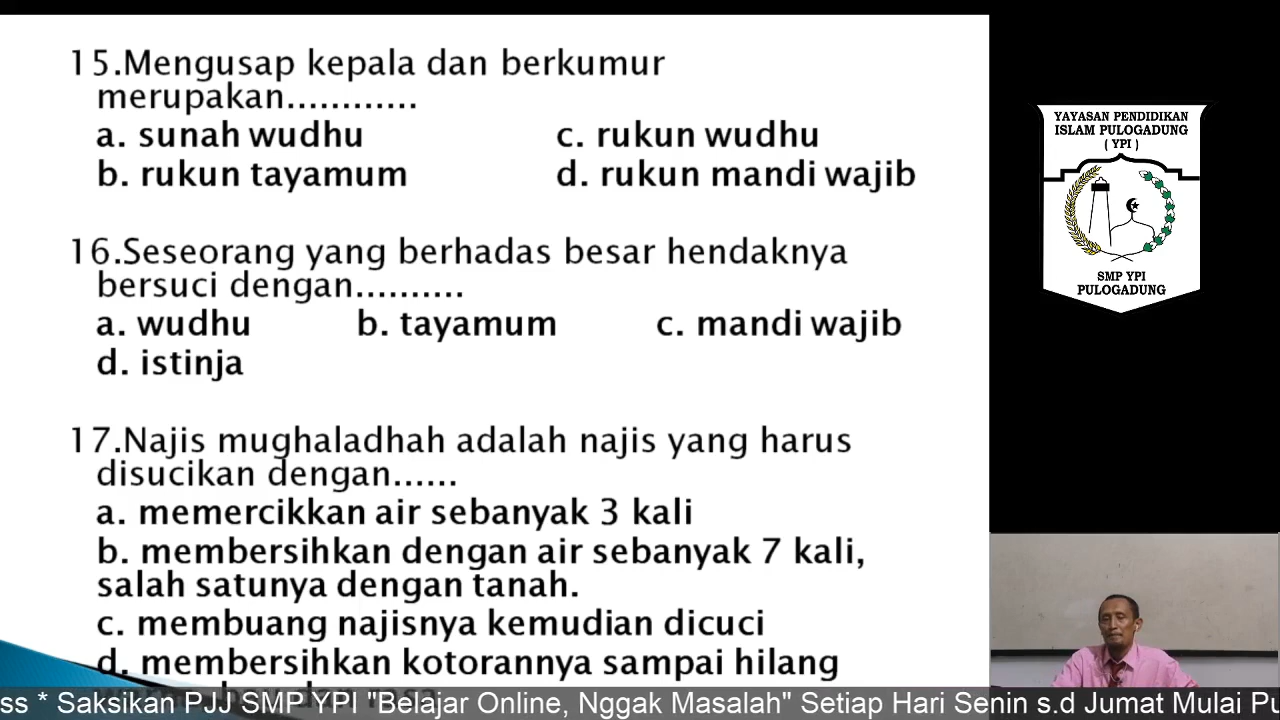 15.Mengusap kepala dan berkumur
merupakan............
a. sunah wudhu c. rukun wudhu
b. rukun tayamum d. rukun mandi wajib
16.Seseorang yang berhadas besar hendaknya
bersuci dengan..........
a. wudhu b. tayamum c. mandi wajib
d. istinja
17.Najis mughaladhah adalah najis yang harus
disucikan dengan......
a. memercikkan air sebanyak 3 kali
b. membersihkan dengan air sebanyak 7 kali,
salah satunya dengan tanah.
c. membuang najisnya kemudian dicuci
d. membersihkan kotorannya sampai hilang
YAYASAN PENDIDIKAN
ISLAM PULOGADUNG
( YPI )
SMP YPI
PULOGADUNG
ss * Saksikan PJJ SMP YPI "Belajar Online, Nggak Masalah" Setiap Hari Senin s.d Jumat Mulai Pu